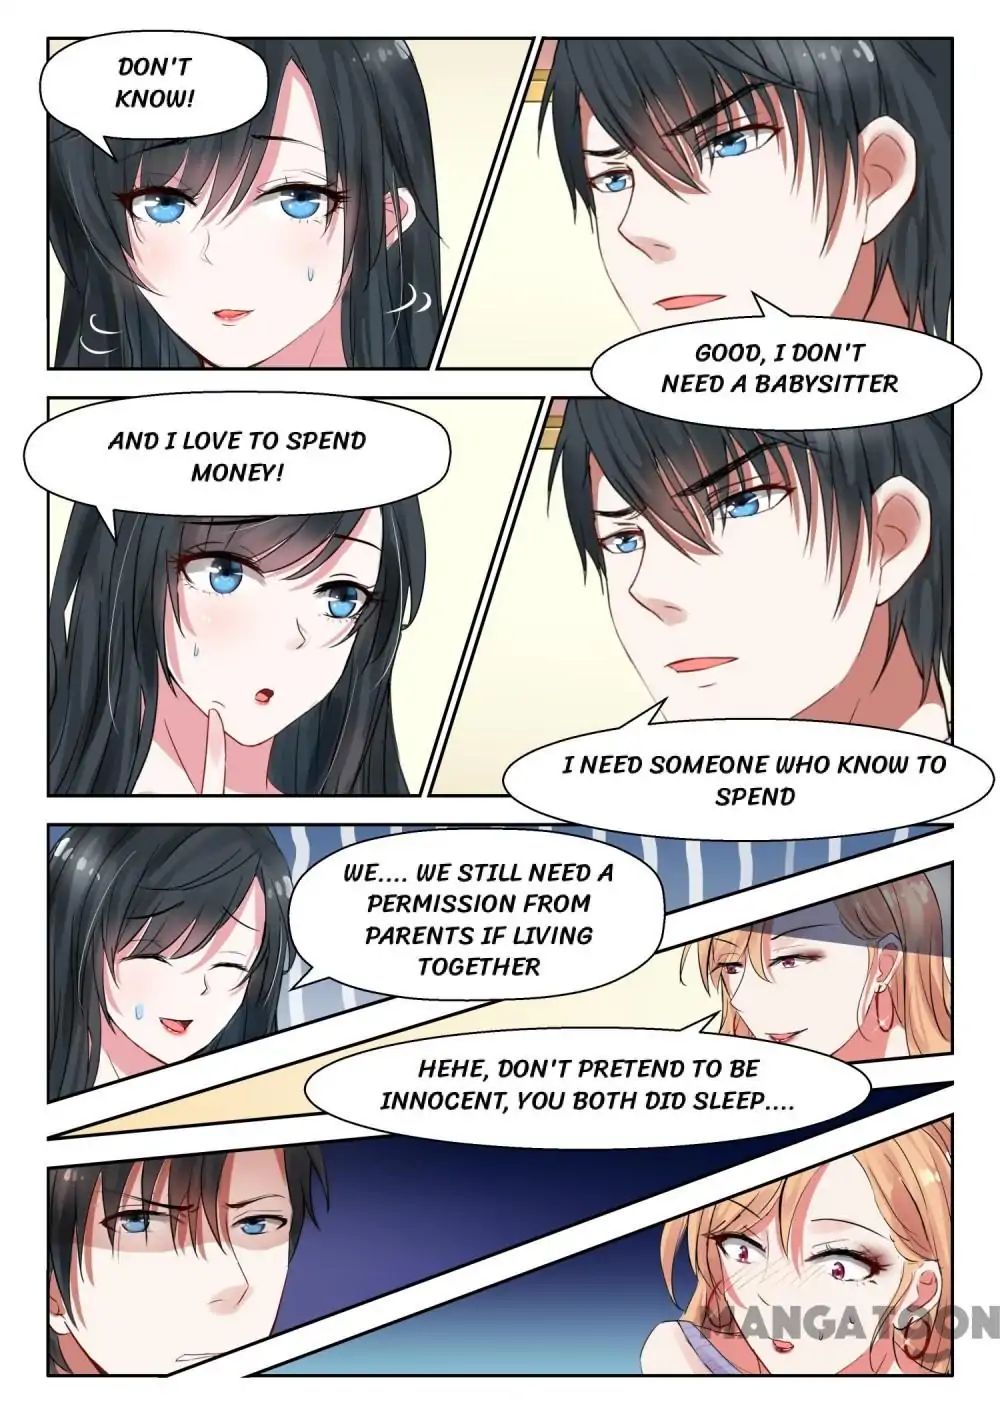 DON'T
KNOW!
GOOD, I DON'T
NEED A BABYSITTER
AND I LOVE TO SPEND
MONEY!
I NEED SOMEONE WHO KNOW TO
SPEND
WE.... WE STILL NEED A
PERMISSION FROM
PARENTS IF LIVING
TOGETHER
HEHE, DON'T PRETEND TO BE
INNOCENT, YOU BOTH DID SLEEP....
MANGATOON